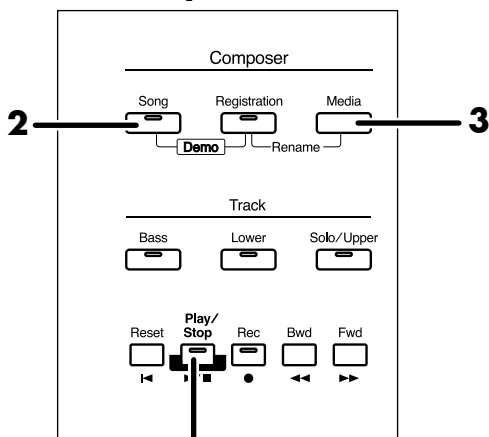 Composer
Song Registration Media
2 3
Demo Rename
Track
Bass Lower Solo/Upper
Play/
Reset Stop Rec Bwd Fwd